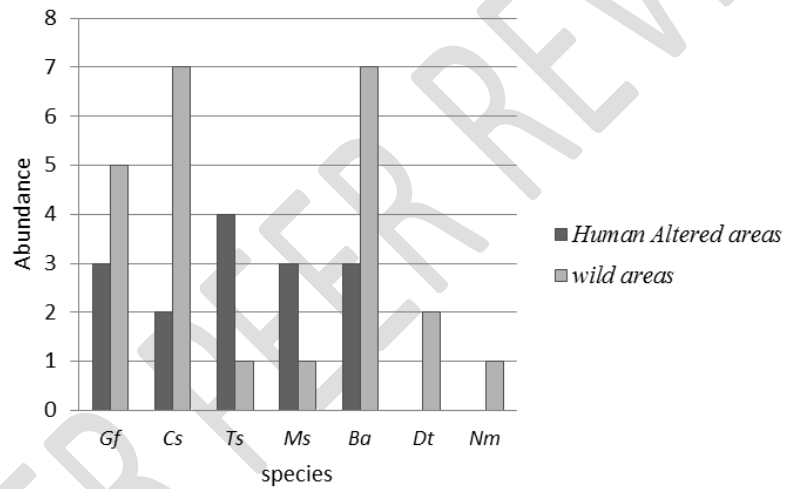 8
7
6
5
4
3
2
1
0
Abundance
Gf Cs Ts Ms Ba Dt Nm
species
Human Altered areas
wild areas
PEER